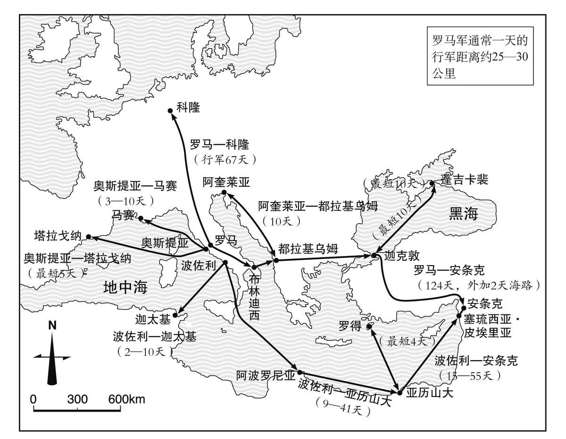 罗马军通常一天的
行军距离约25—30
公里
科隆
罗马—科隆
（行军67天）
奥斯提亚—马赛
（3—10天）
马赛
阿奎莱亚
阿奎莱亚—都拉基乌姆
（10天）
（最短10天）
（最短10天）
黑海
塔拉戈纳
奥斯提亚
罗马
都拉基乌姆
迦克敦
奥斯提亚—塔拉戈纳
（最短5天）
波佐利
布林迪西
罗马—安条克
（124天，外加2天海路）
地中海
安条克
塞琉西亚·
皮埃里亚
迦太基
波佐利—迦太基
（2—10天）
罗得
（最短4天）
波佐利—安条克
（15—55天）
阿波罗尼亚
波佐利—亚历山大
（9—41天）
亚历山大
N
0 300 600km